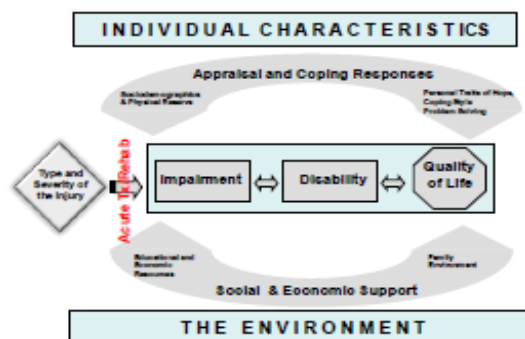 INDIVIDUAL CHARACTERISTICS
Appraisal and Coping Responses
Sociodemographics
& Physical Reserve
Personal Traits of Hope,
Coping Style
Problem Solving
Type and
Severity of
the Injury
Acute Tx/Rehab
Impairment
Disability
Quality
of Life
Educational and
Economic
Resources
Family
Environment
Social & Economic Support
THE ENVIRONMENT